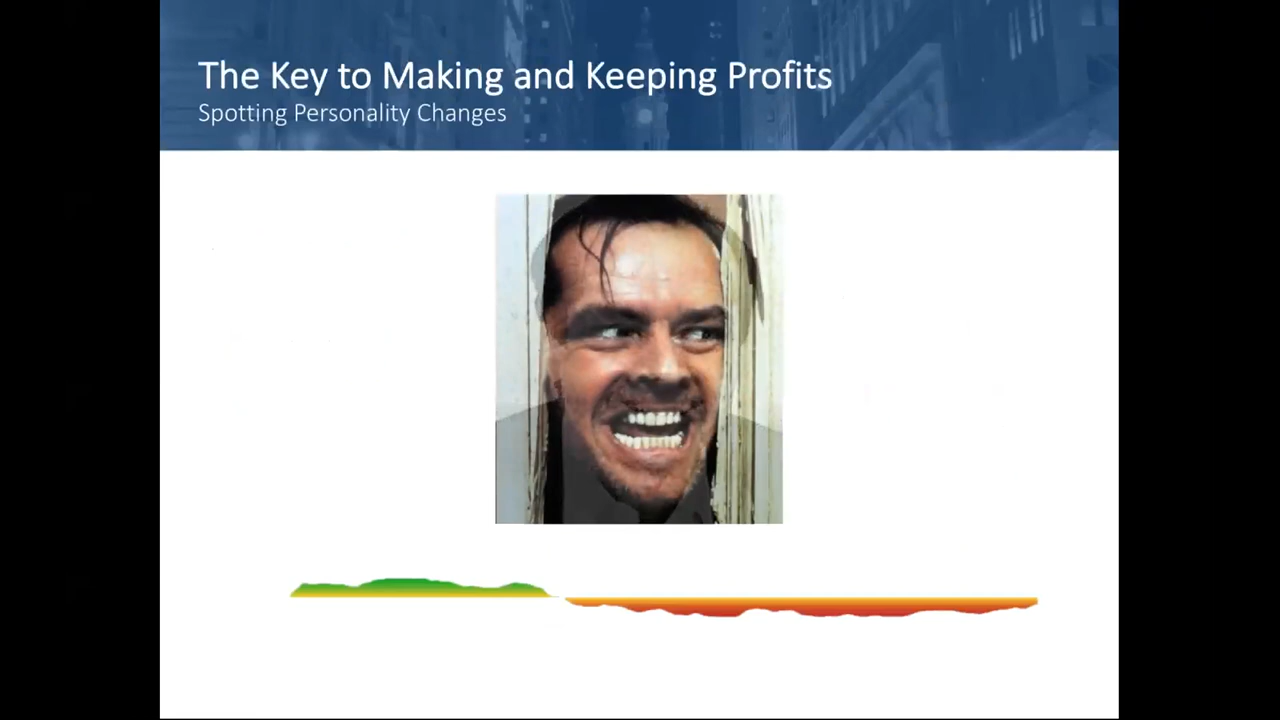 The Key to Making and Keeping Profits
Spotting Personality Changes